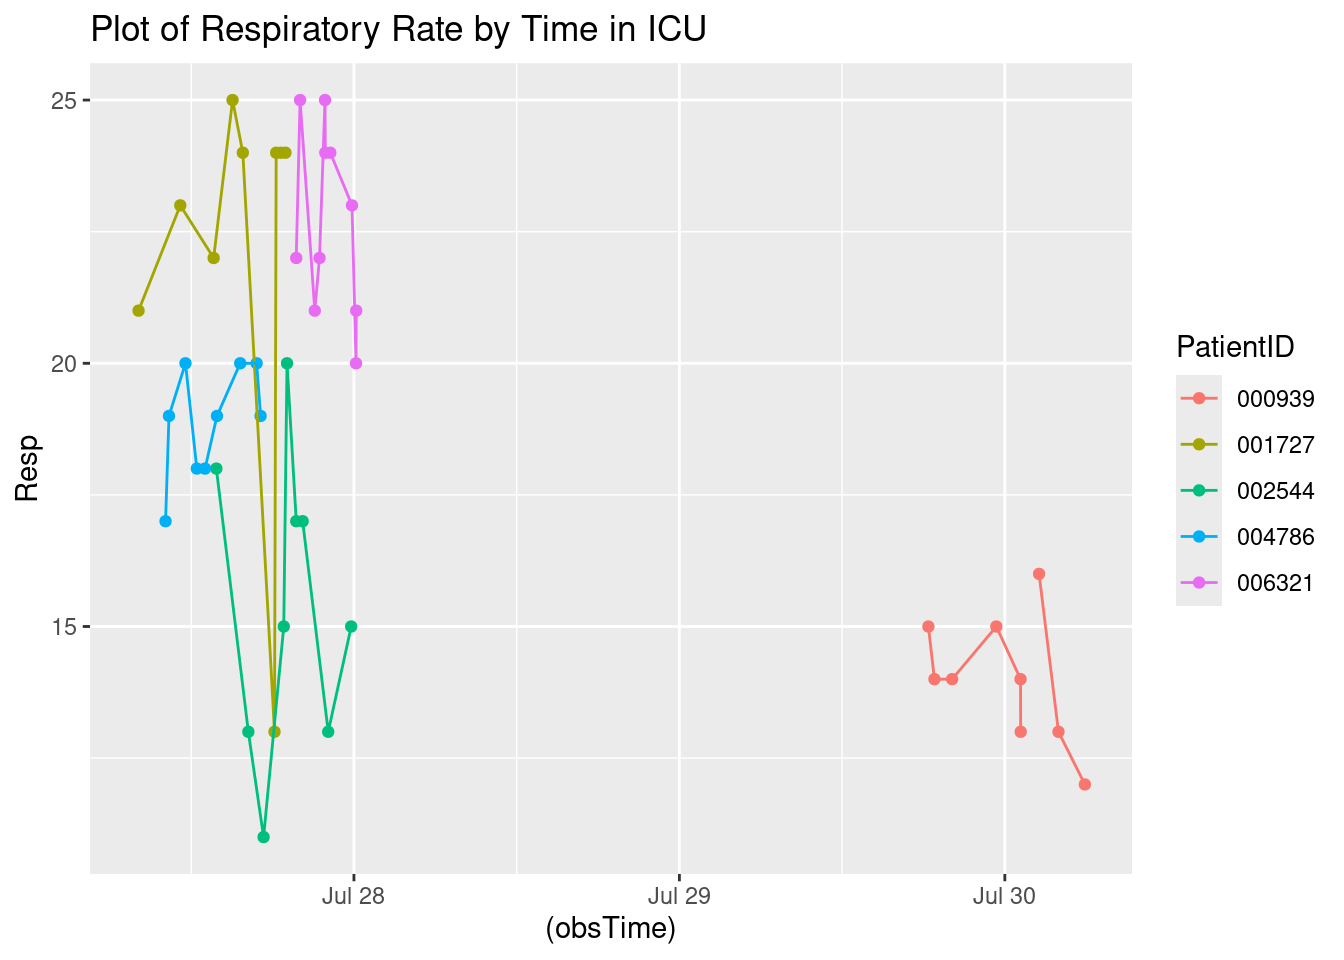 Plot of Respiratory Rate by Time in ICU
25
20
15
Resp
Jul 28
Jul 29
Jul 30
(obsTime)
PatientID
000939
001727
002544
004786
006321